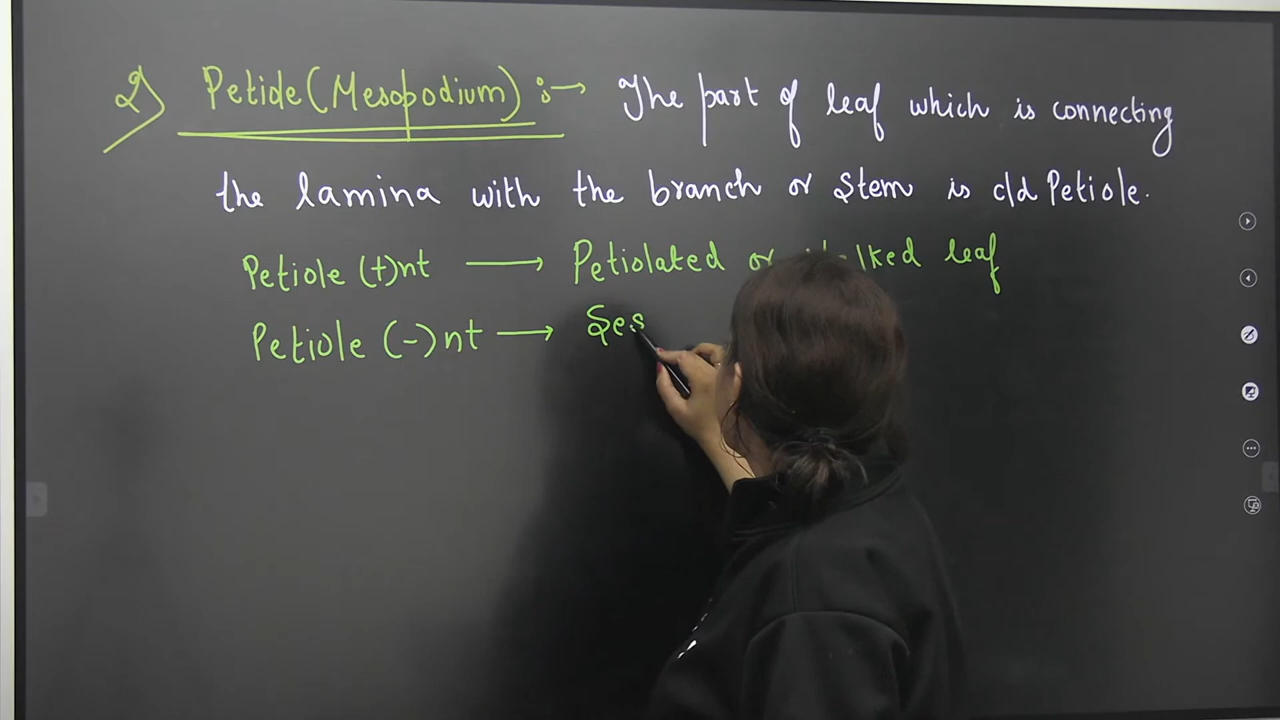 2) Petide (Mesopodium) :→ The part of leaf which is connecting
the lamina with the branch or stem is c/d Petiole.
Petiole (+)nt → Petiolated or leaf
Petiole (-)nt → Ses